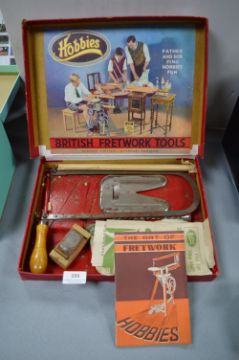 Hobbies
FATHER
AND SON
FIND
HOBBIES
FUN
BRITISH FRETWORK TOOLS
THE ART OF
FRETWORK
HOBBIES